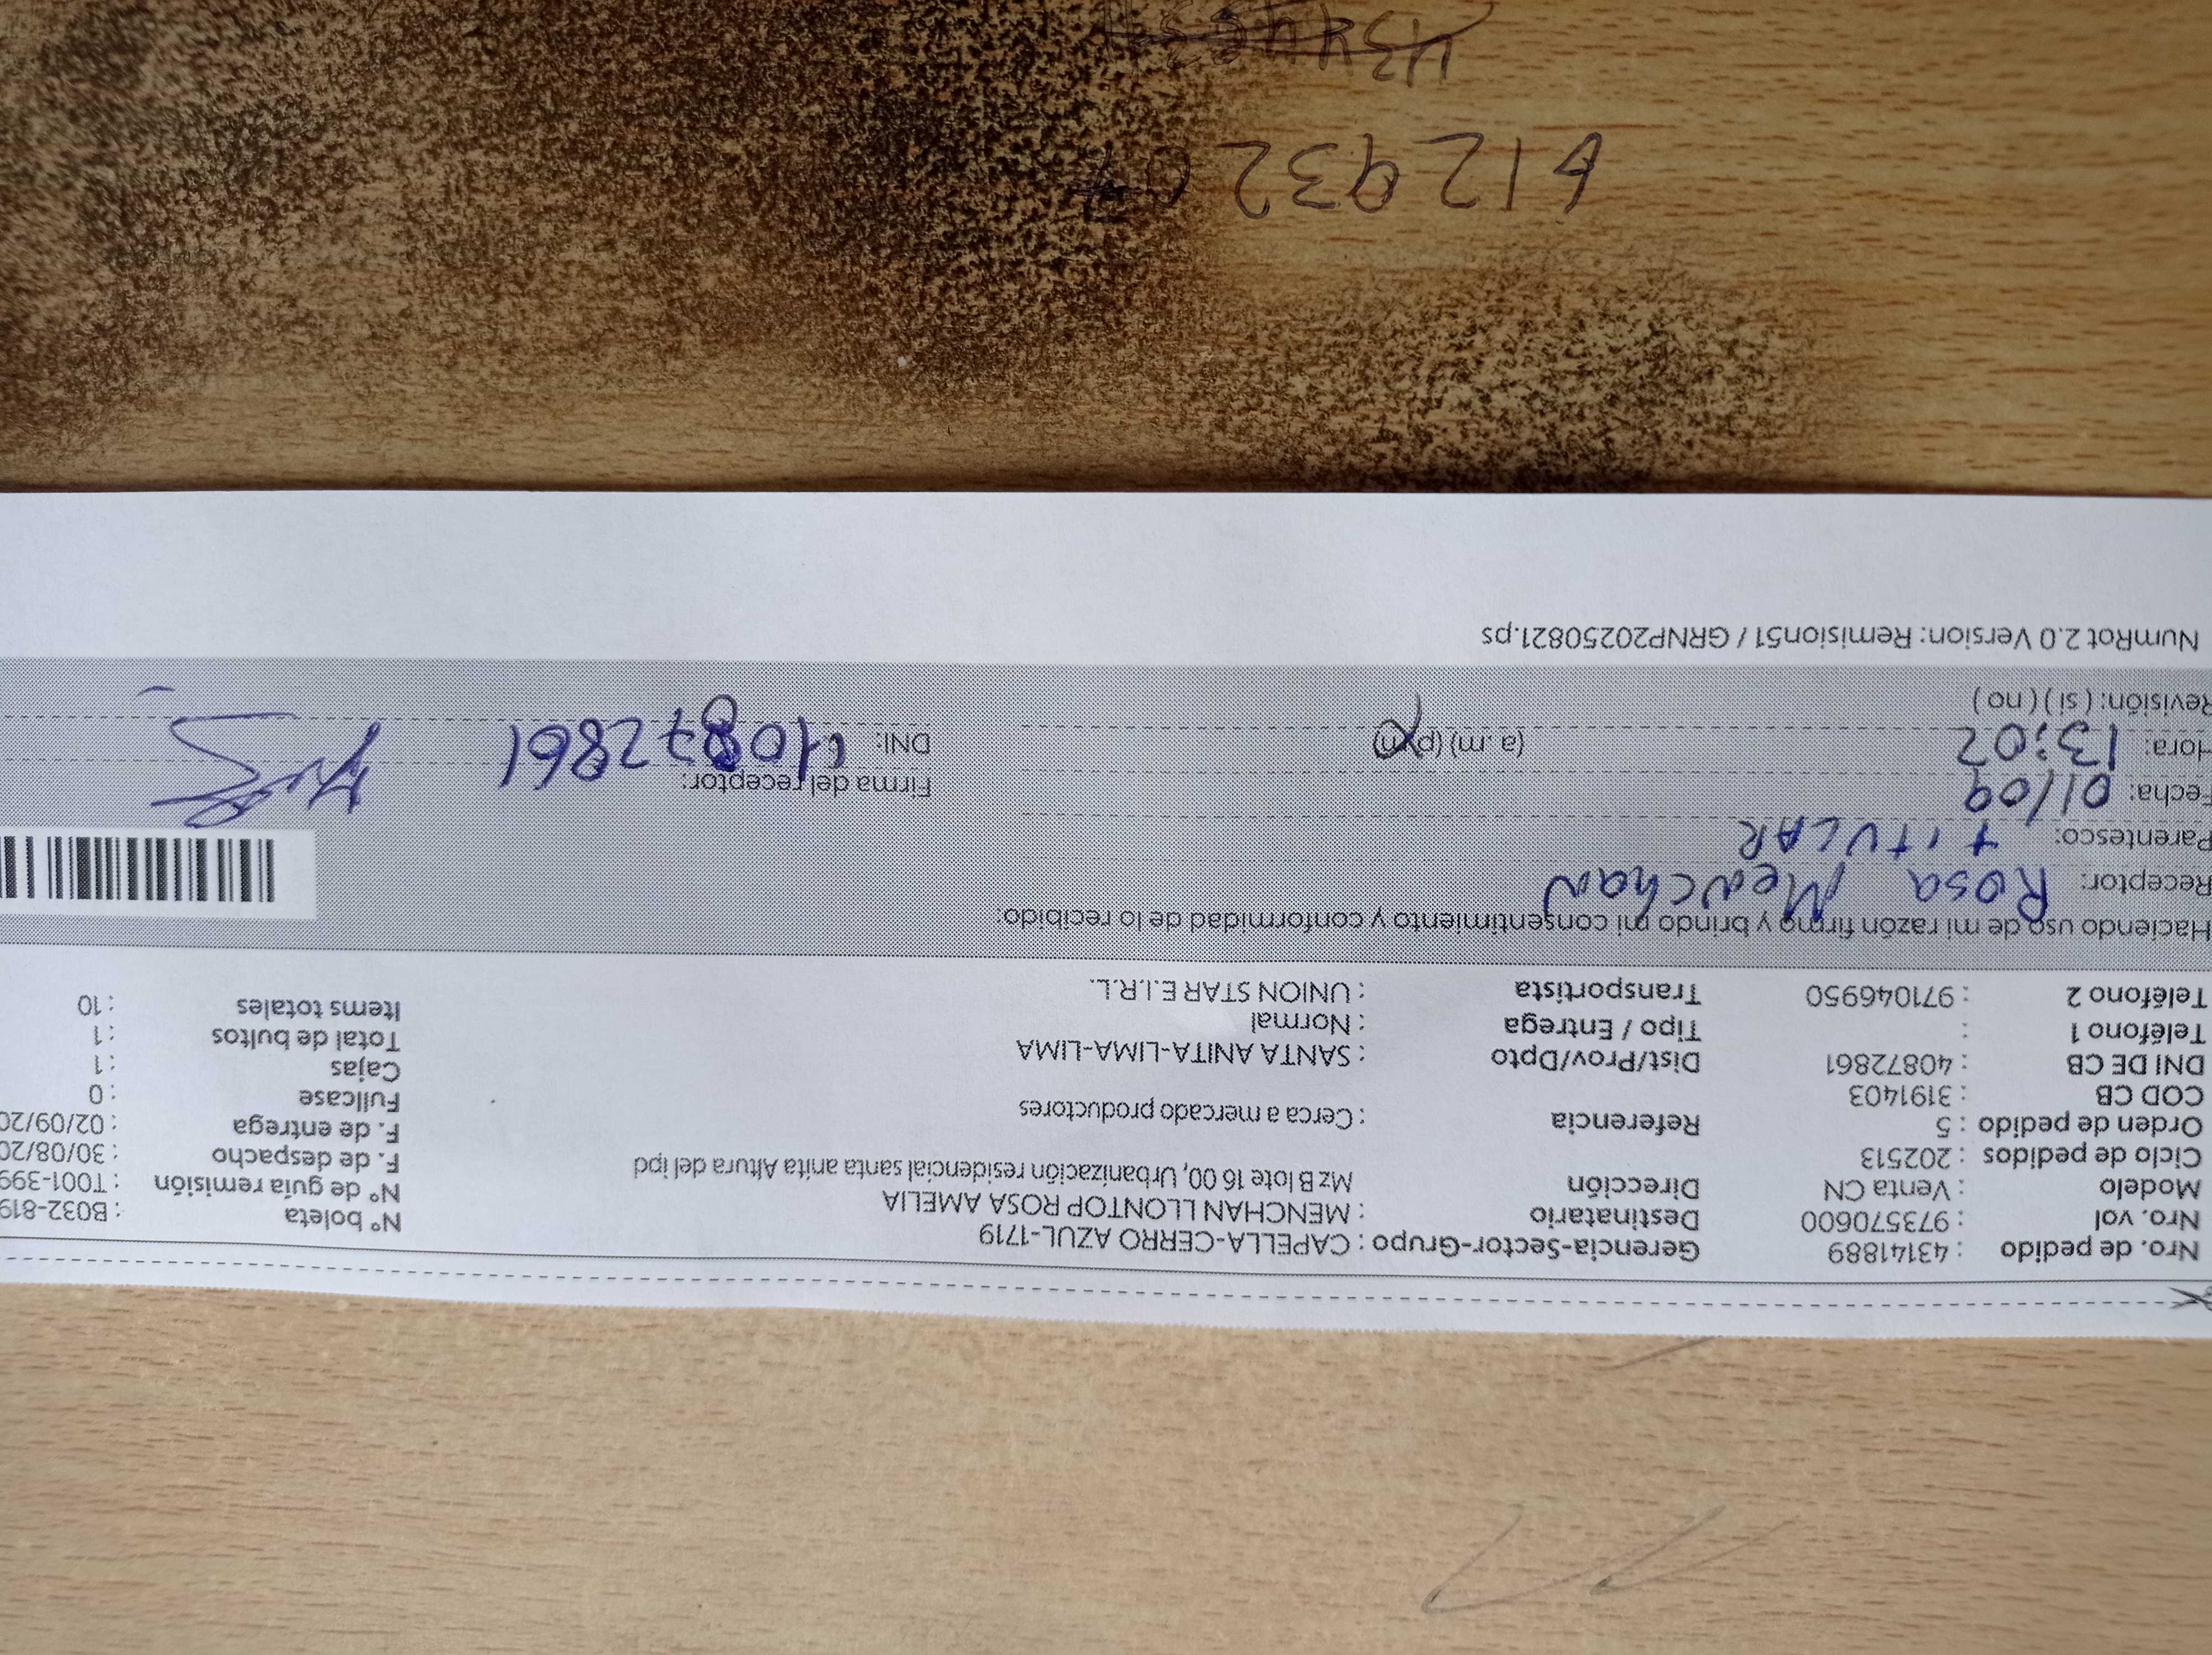 Nro. de pedido : 43141889 Gerencia-Sector-Grupo : CAPELLA-CERRO AZUL-1719
Nro. vol : 973570600 Destinatario : MENCHAN LLONTOP ROSA AMELIA Nº boleta : B032-819
Modelo : Venta CN Dirección Mz B lote 16 00, Urbanización residencial santa anita Altura del ipd Nº de guía remisión : T001-399
Ciclo de pedidos : 202513 F. de despacho : 30/08/20
Orden de pedido : 5 Referencia : Cerca a mercado productores F. de entrega : 02/09/20
COD CB : 3191403 Fullcase : 0
DNI DE CB : 40872861 Dist/Prov/Dpto : SANTA ANITA-LIMA-LIMA Cajas : 1
Teléfono 1 : Tipo / Entrega : Normal Total de bultos : 1
Teléfono 2 : 971046950 Transportista : UNION STAR E.I.R.L. Items totales : 10
Haciendo uso de mi razón firmo y brindo mi consentimiento y conformidad de lo recibido:
Receptor: Rosa Menchan
Parentesco: TITULAR
Fecha: 01/09 Firma del receptor:
Hora: 13:02 (a.m) (p.m) DNI: 40872861
Revisión: ( si ) ( no )
NumRot 2.0 Version: Remision51 / GRNP20250821.ps